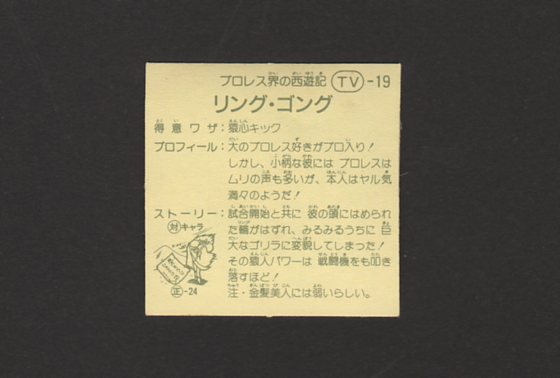 プロレス界の西遊記 TV-19
リング・ゴング
得意ワザ:猿心キック
プロフィール:大のプロレス好きがプロ入り!
しかし、小柄な彼には プロレスは
ムリの声も多いが、本人はヤル気
満々のようだ!
ストーリー:試合開始と共に 彼の頭にはめられ
た輪がはずれ、みるみるうちに 巨
大なゴリラに変貌してしまった!
その猿人パワーは 戦闘機をも叩き
落すほど!
注・金髪美人には弱いらしい。
対キャラ
正-24